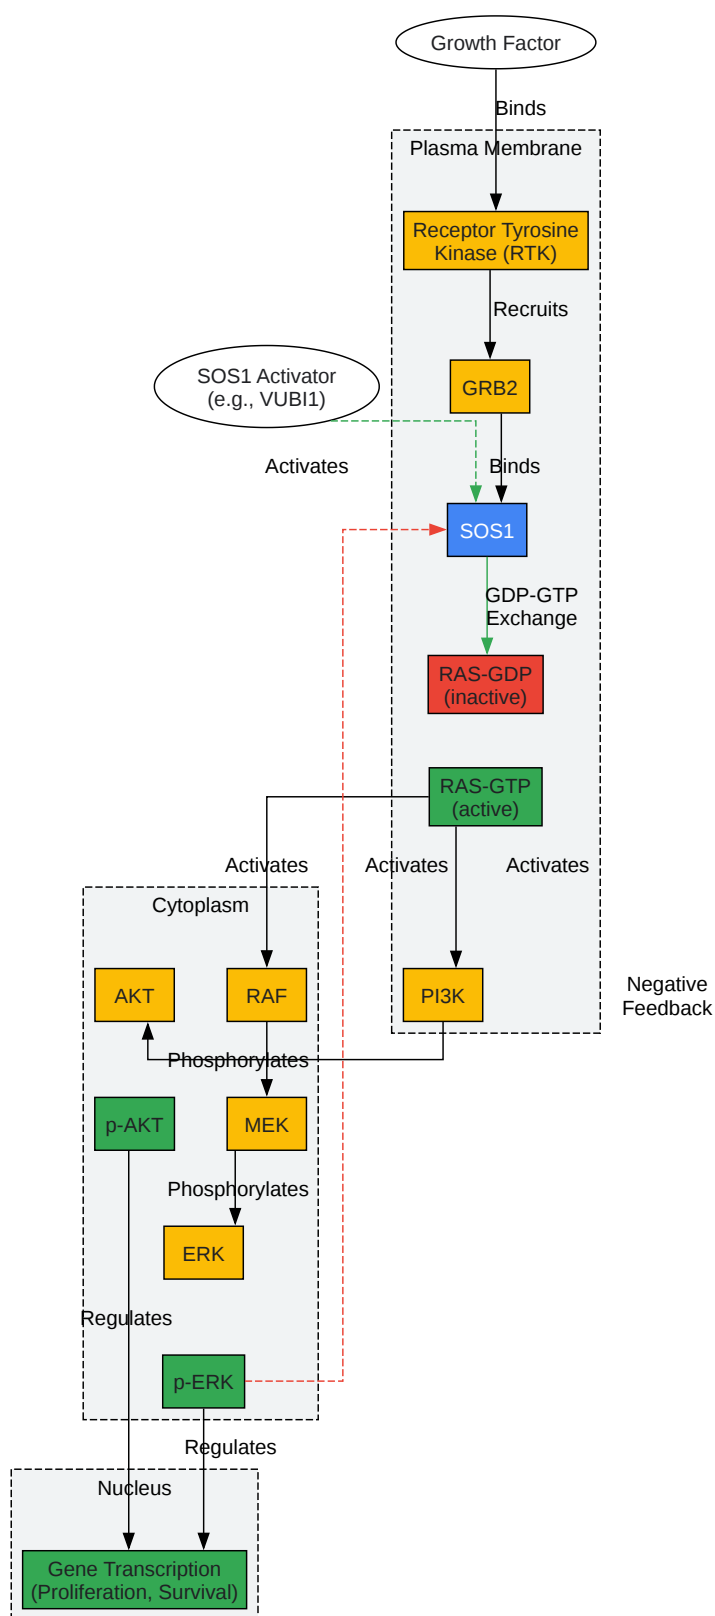 Growth Factor
Binds
Plasma Membrane
Receptor Tyrosine
Kinase (RTK)
Recruits
SOS1 Activator
(e.g., VUBI1)
GRB2
Activates
Binds
SOS1
GDP-GTP
Exchange
RAS-GDP
(inactive)
RAS-GTP
(active)
Activates
Activates
Activates
Cytoplasm
AKT
RAF
PI3K
Negative
Feedback
Phosphorylates
p-AKT
MEK
Phosphorylates
ERK
Regulates
p-ERK
Regulates
Nucleus
Gene Transcription
(Proliferation, Survival)